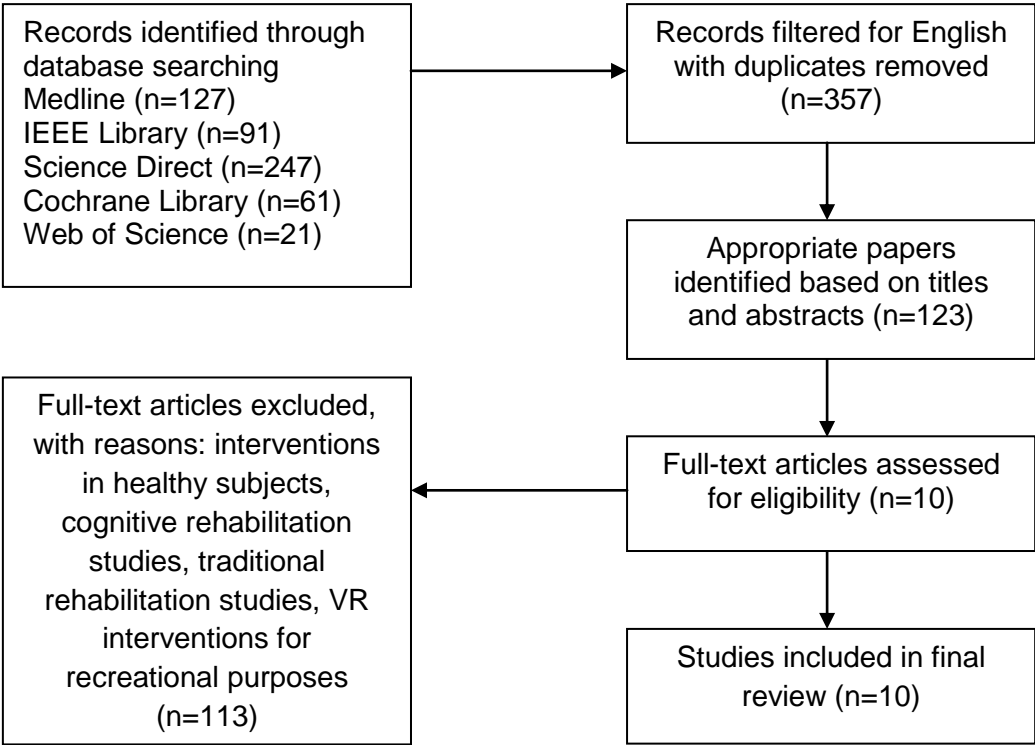 Records identified through
database searching
Medline (n=127)
IEEE Library (n=91)
Science Direct (n=247)
Cochrane Library (n=61)
Web of Science (n=21)
Records filtered for English
with duplicates removed
(n=357)
Appropriate papers
identified based on titles
and abstracts (n=123)
Full-text articles assessed
for eligibility (n=10)
Full-text articles excluded,
with reasons: interventions
in healthy subjects,
cognitive rehabilitation
studies, traditional
rehabilitation studies, VR
interventions for
recreational purposes
(n=113)
Studies included in final
review (n=10)